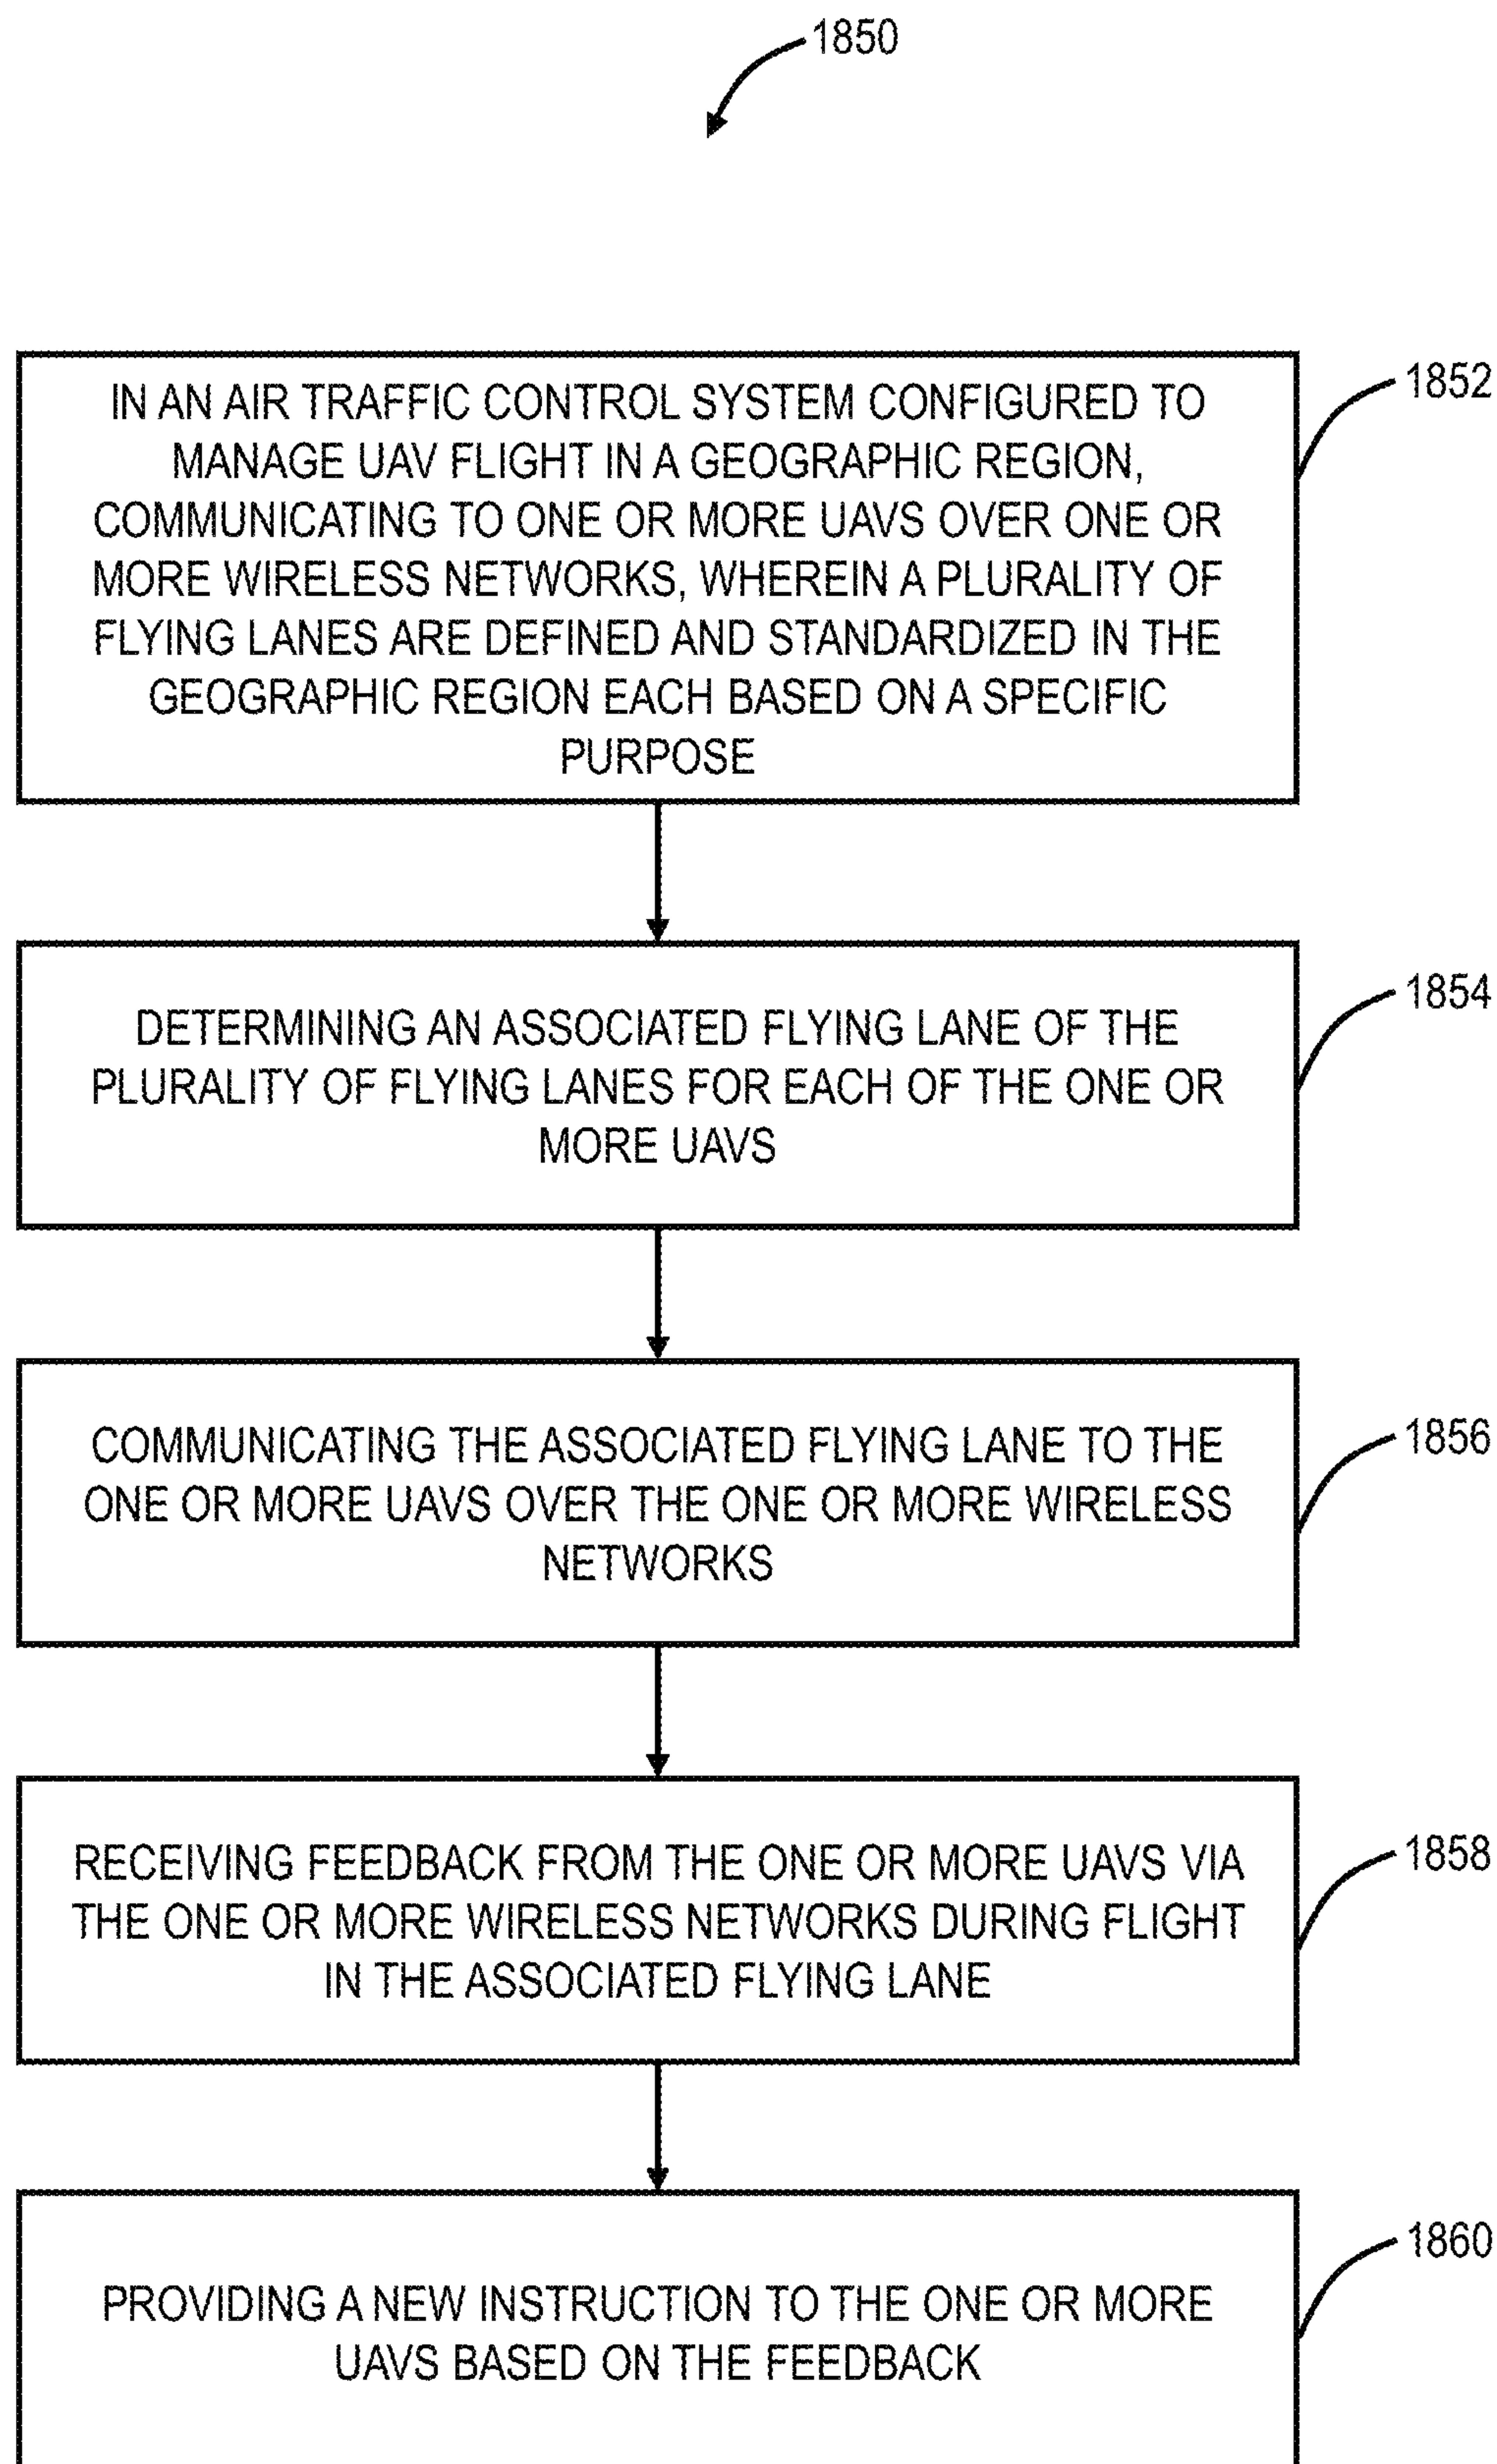 1850
IN AN AIR TRAFFIC CONTROL SYSTEM CONFIGURED TO
MANAGE UAV FLIGHT IN A GEOGRAPHIC REGION,
COMMUNICATING TO ONE OR MORE UAVS OVER ONE OR
MORE WIRELESS NETWORKS, WHEREIN A PLURALITY OF
FLYING LANES ARE DEFINED AND STANDARDIZED IN THE
GEOGRAPHIC REGION EACH BASED ON A SPECIFIC
PURPOSE
1852
DETERMINING AN ASSOCIATED FLYING LANE OF THE
PLURALITY OF FLYING LANES FOR EACH OF THE ONE OR
MORE UAVS
1854
COMMUNICATING THE ASSOCIATED FLYING LANE TO THE
ONE OR MORE UAVS OVER THE ONE OR MORE WIRELESS
NETWORKS
1856
RECEIVING FEEDBACK FROM THE ONE OR MORE UAVS VIA
THE ONE OR MORE WIRELESS NETWORKS DURING FLIGHT
IN THE ASSOCIATED FLYING LANE
1858
PROVIDING A NEW INSTRUCTION TO THE ONE OR MORE
UAVS BASED ON THE FEEDBACK
1860